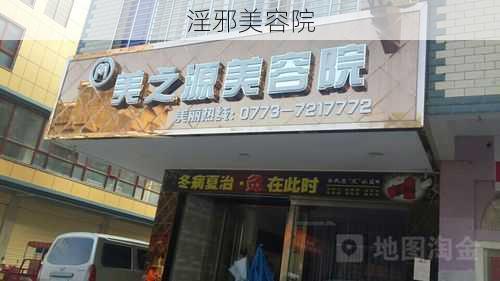 淫邪美容院
美之源美容院
美丽热线: 0773-7217772
冬病夏治·灸在此时
地图淘金